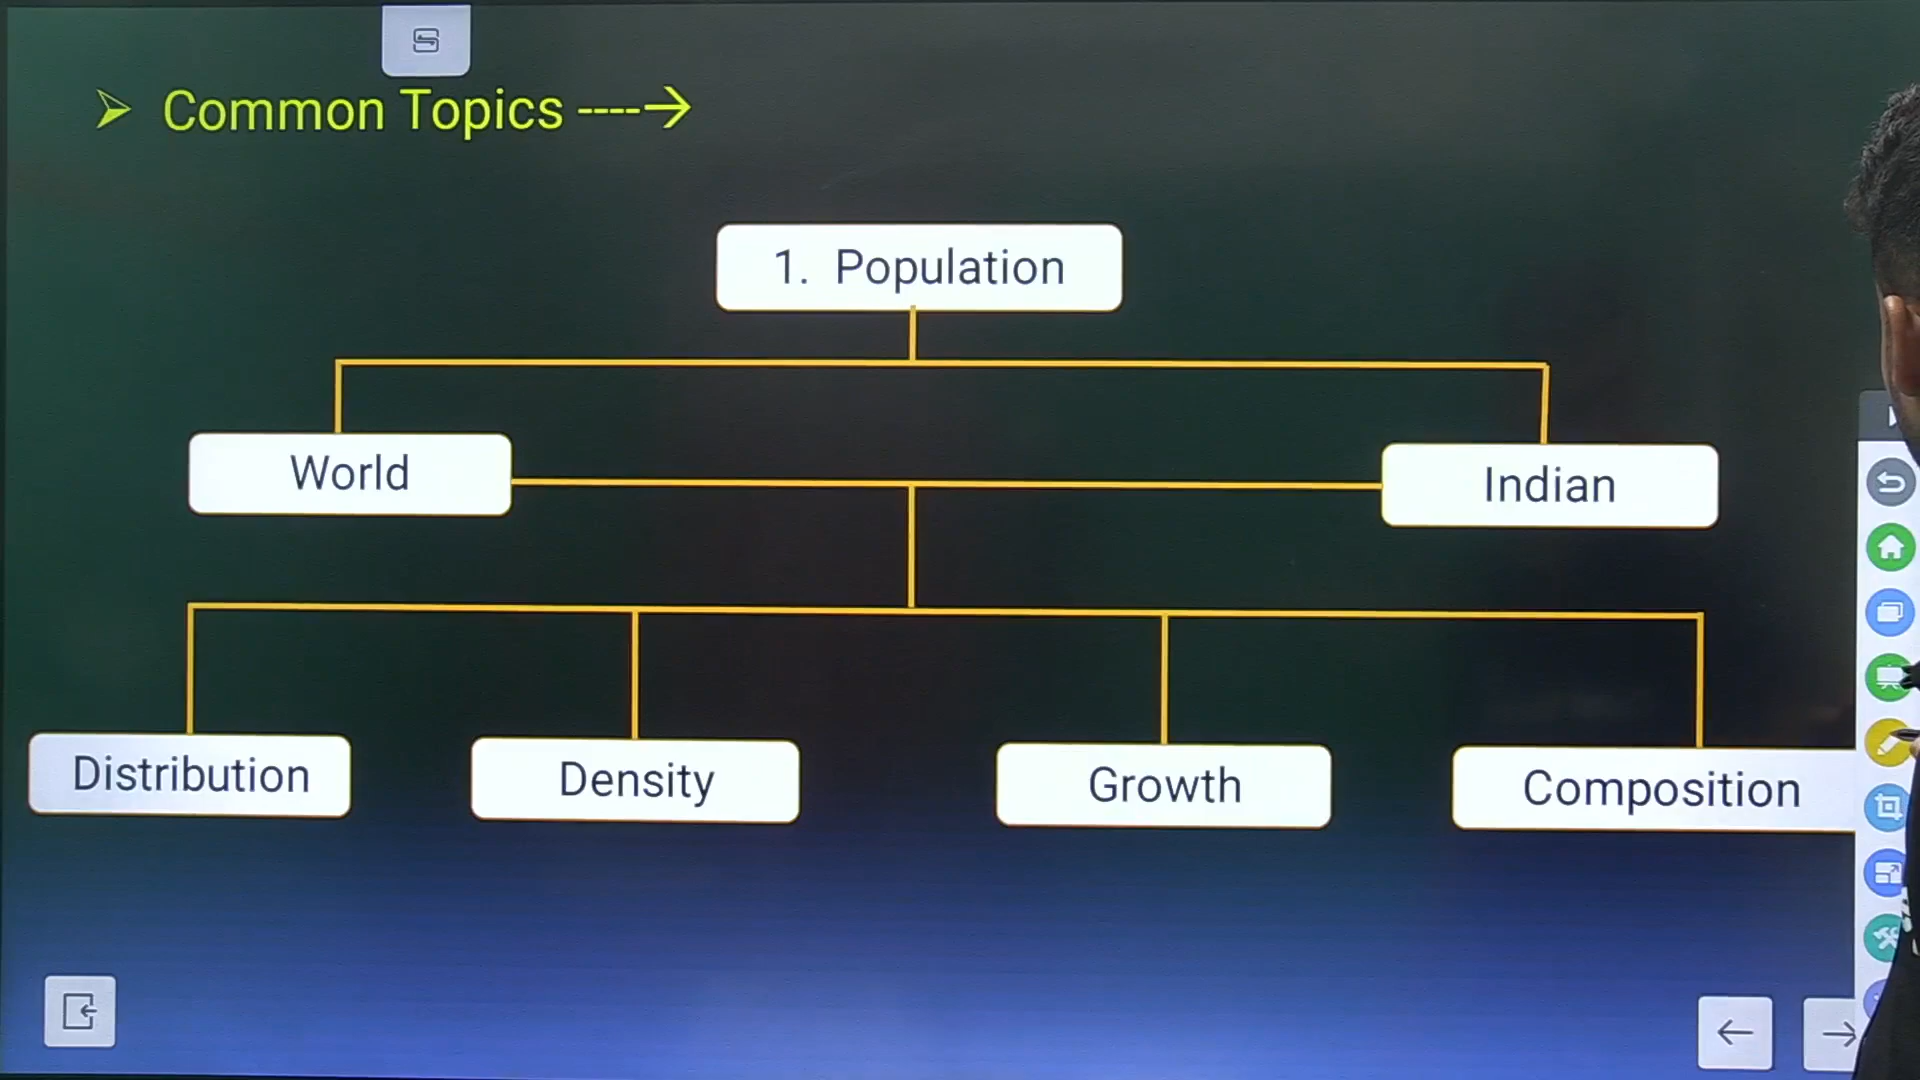 ➢ Common Topics ----→
1. Population
World
Indian
Distribution
Density
Growth
Composition